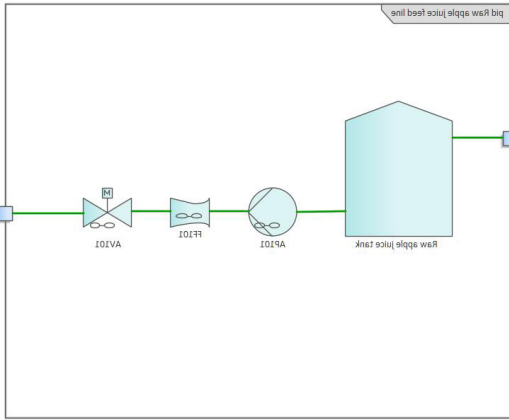 pid Raw apple juice feed line
M
AV101
FF101
AP101
Raw apple juice tank